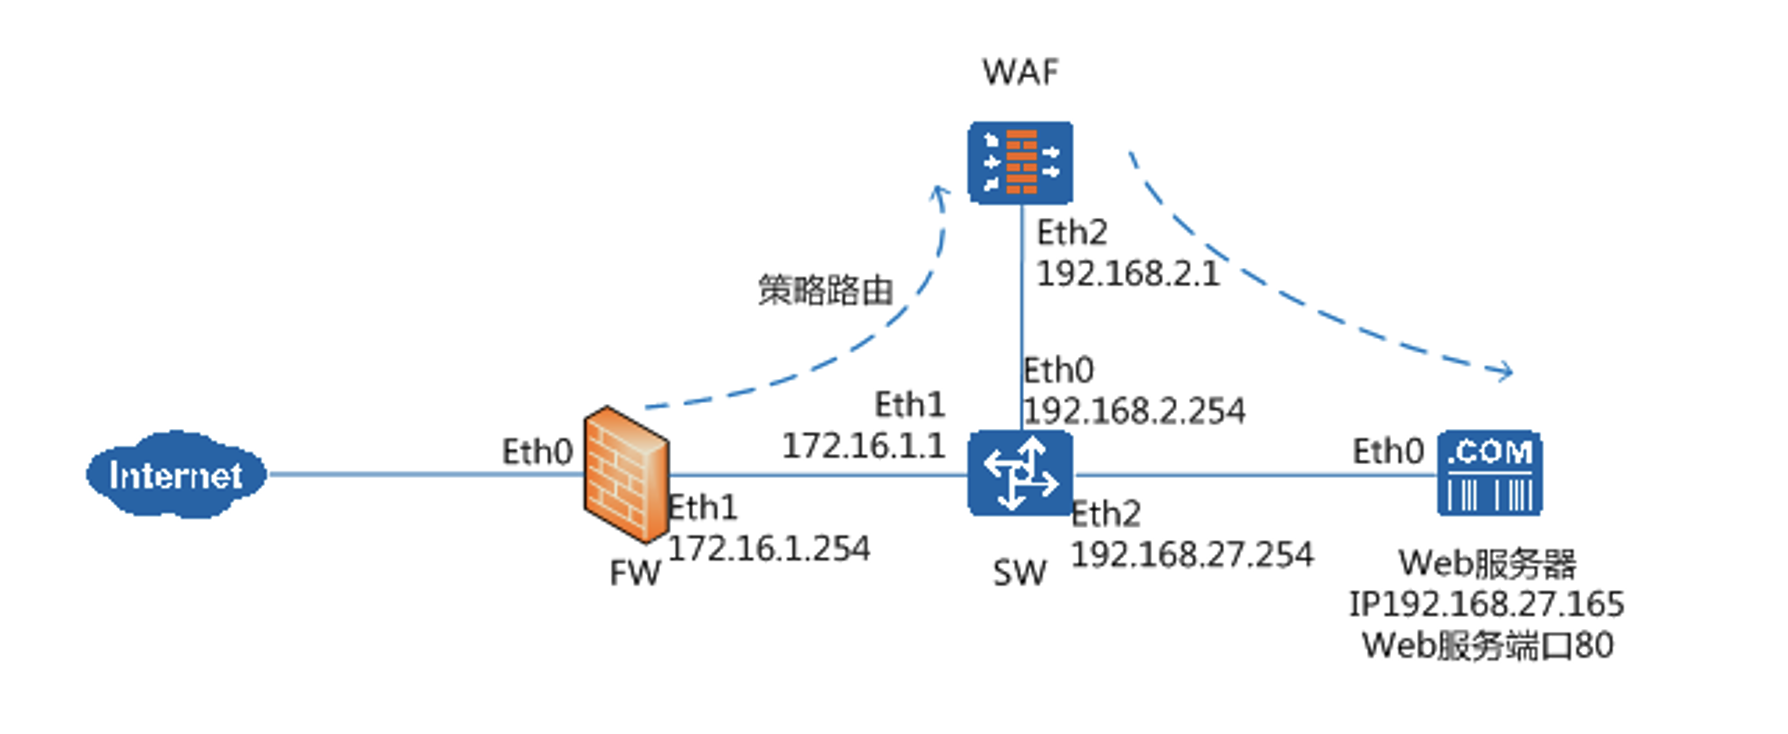 WAF
Eth2
192.168.2.1
策略路由
Eth0
192.168.2.254
Eth1
172.16.1.1
Internet
Eth0
Eth1
172.16.1.254
FW
SW
Eth2
192.168.27.254
Eth0
.COM
Web服务器
IP192.168.27.165
Web服务端口80